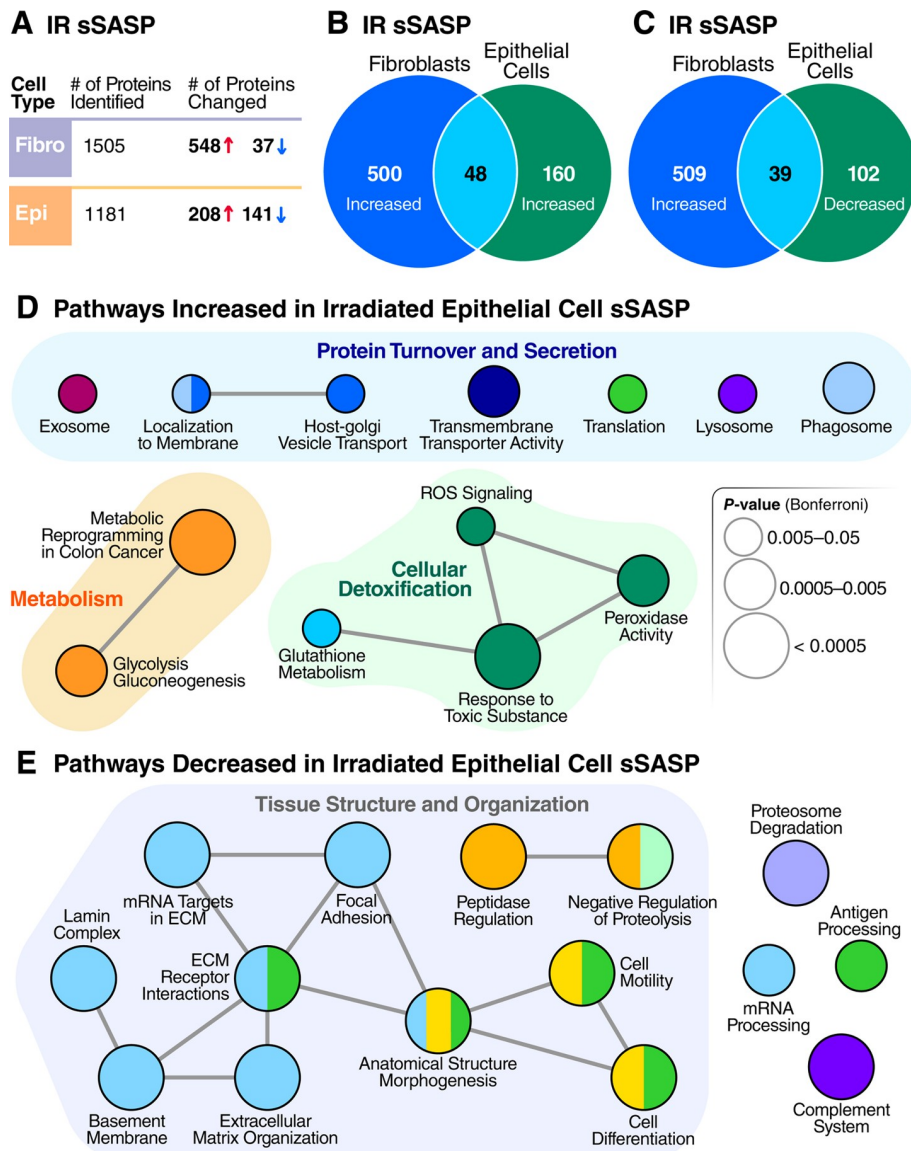 A IR sSASP
Cell
Type
# of Proteins
Identified
# of Proteins
Changed
Fibro 1505 548↑ 37↓
Epi 1181 208↑ 141↓
B IR sSASP
Fibroblasts
Epithelial
Cells
500
Increased
48
160
Increased
C IR sSASP
Fibroblasts
Epithelial
Cells
509
Increased
39
102
Decreased
D Pathways Increased in Irradiated Epithelial Cell sSASP
Protein Turnover and Secretion
Exosome
Localization
to Membrane
Host-golgi
Vesicle Transport
Transmembrane
Transporter Activity
Translation
Lysosome
Phagosome
Metabolic
Reprogramming
in Colon Cancer
Metabolism
Glycolysis
Gluconeogenesis
ROS Signaling
Cellular
Detoxification
Peroxidase
Activity
Glutathione
Metabolism
Response to
Toxic Substance
P-value (Bonferroni)
0.005–0.05
0.0005–0.005
< 0.0005
E Pathways Decreased in Irradiated Epithelial Cell sSASP
Tissue Structure and Organization
mRNA Targets
in ECM
Focal
Adhesion
Peptidase
Regulation
Negative Regulation
of Proteolysis
Lamin
Complex
ECM
Receptor
Interactions
Cell
Motility
Anatomical Structure
Morphogenesis
Basement
Membrane
Extracellular
Matrix Organization
Cell
Differentiation
Proteosome
Degradation
Antigen
Processing
mRNA
Processing
Complement
System